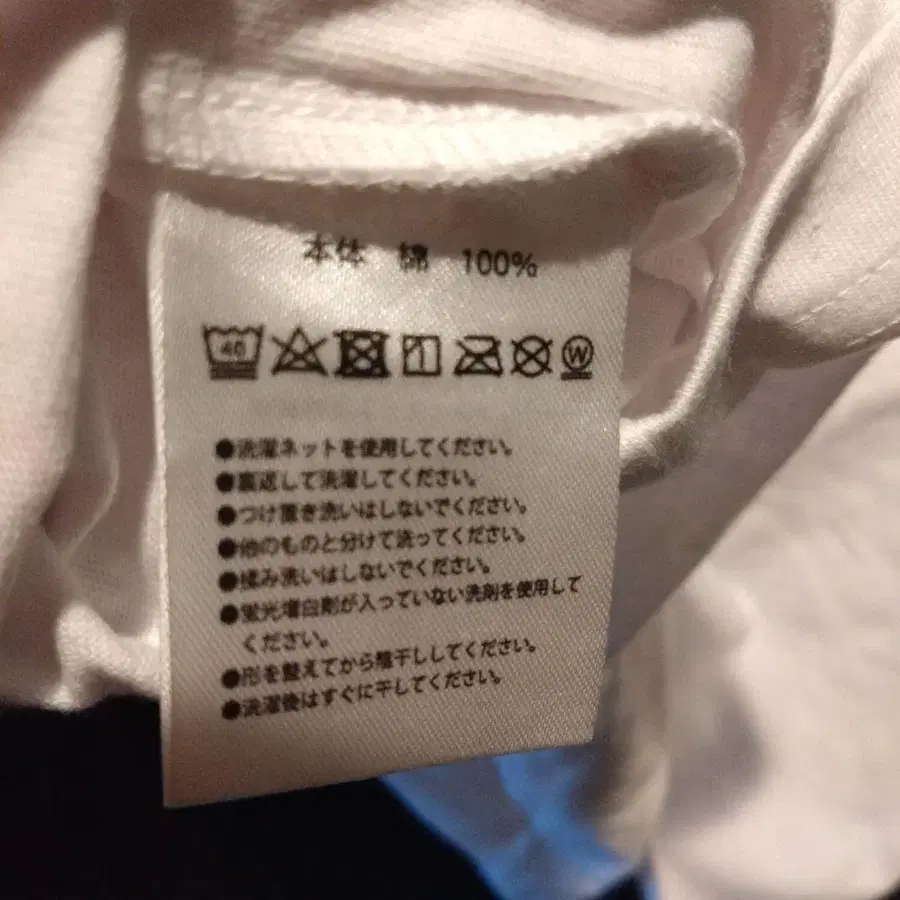 本体 綿 100%
40 W
●洗濯ネットを使用してください。
●裏返して洗濯してください。
●つけ置き洗いはしないでください。
●他のものと分けて洗ってください。
●揉み洗いはしないでください。
●蛍光増白剤が入っていない洗剤を使用して
ください。
●形を整えてから陰干ししてください。
●洗濯後はすぐに干してください。